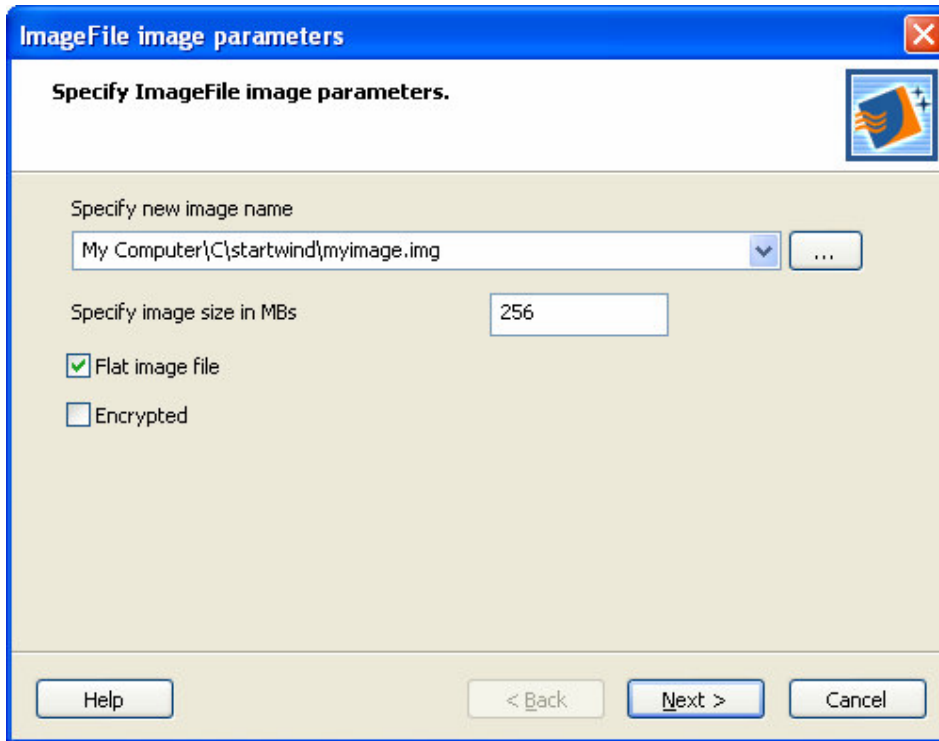 ImageFile image parameters
Specify ImageFile image parameters.
Specify new image name
My Computer\C\startwind\myimage.img
...
Specify image size in MBs
256
Flat image file
Encrypted
Help
< Back
Next >
Cancel